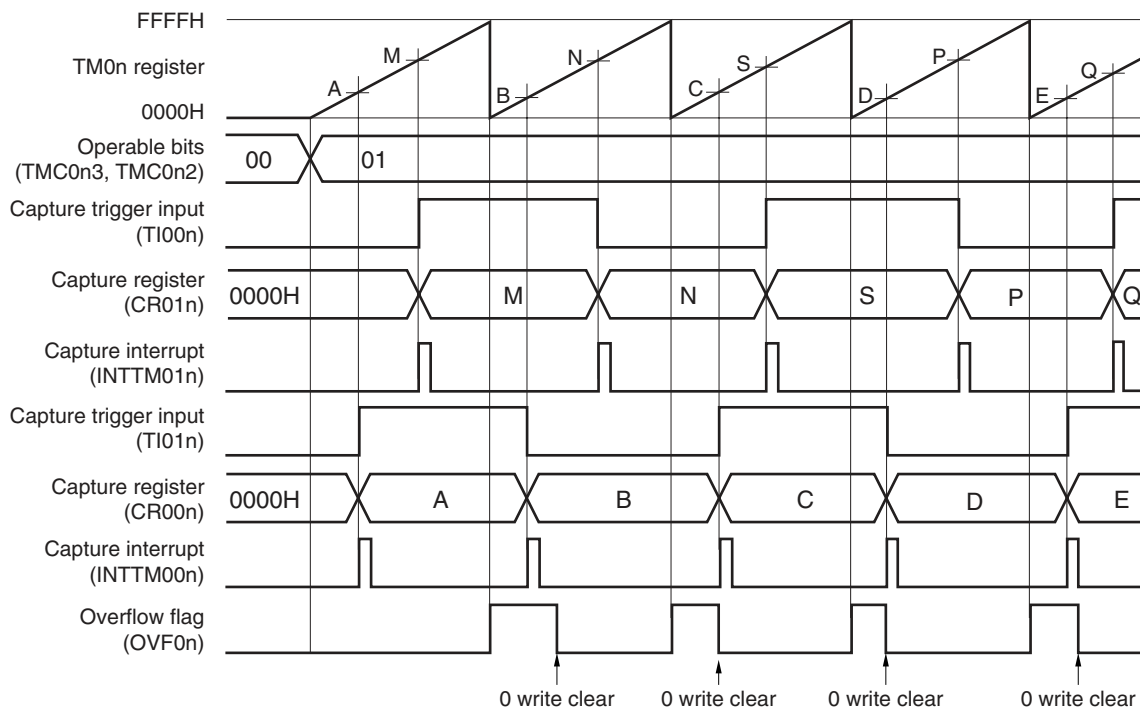 FFFFH
TM0n register
0000H
A M B N C S D P E Q
Operable bits
(TMC0n3, TMC0n2)
00 01
Capture trigger input
(TI00n)
Capture register
(CR01n)
0000H M N S P Q
Capture interrupt
(INTTM01n)
Capture trigger input
(TI01n)
Capture register
(CR00n)
0000H A B C D E
Capture interrupt
(INTTM00n)
Overflow flag
(OVF0n)
0 write clear 0 write clear 0 write clear 0 write clear